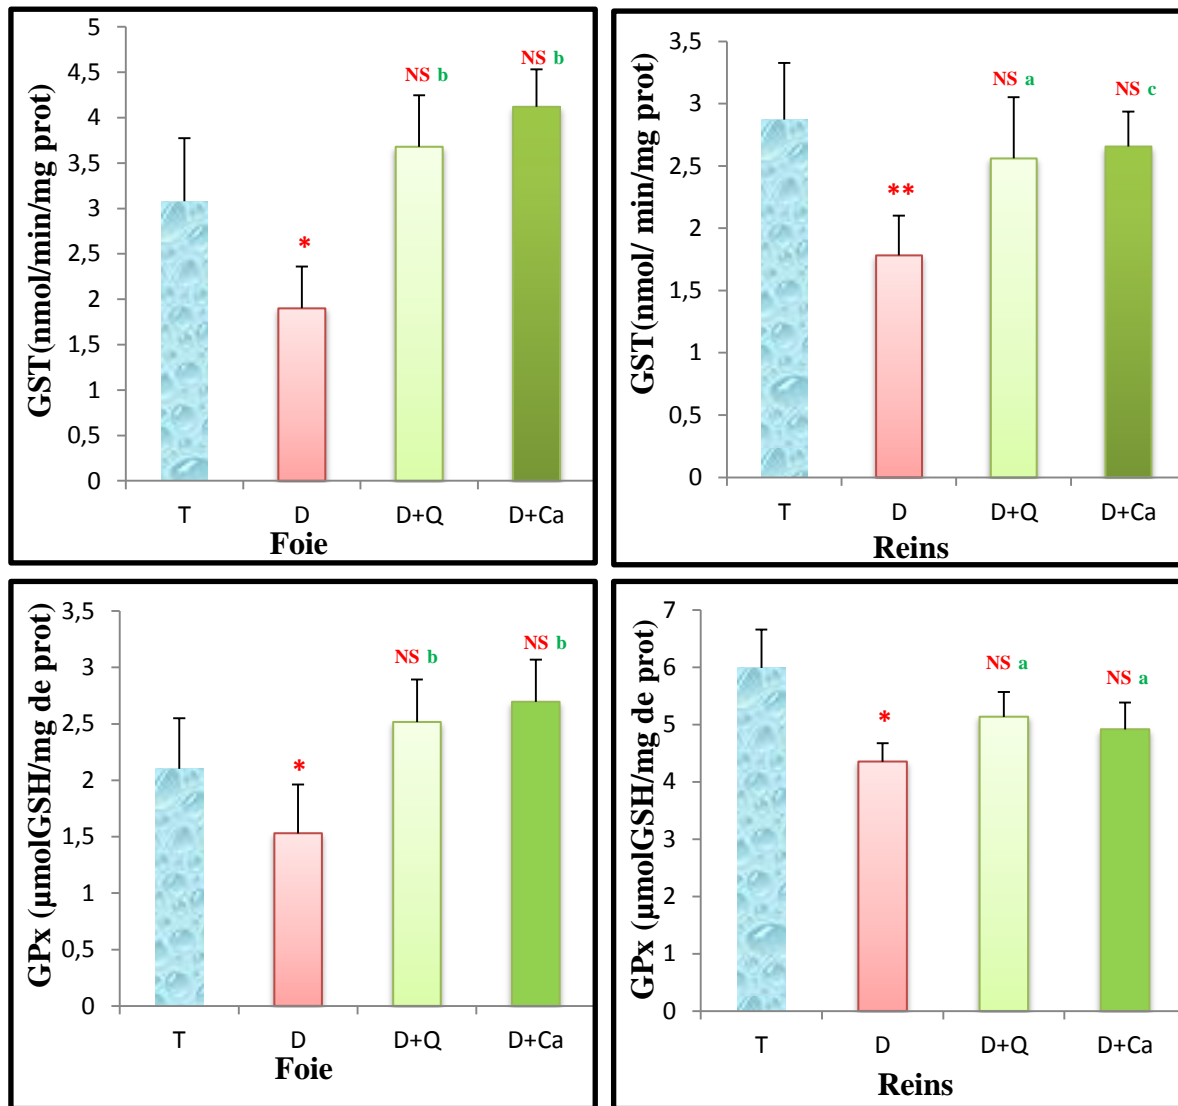 GST(nmol/min/mg prot)
5
4,5
4
3,5
3
2,5
2
1,5
1
0,5
0
*
NS b
NS b
T D D+Q D+Ca
Foie
GST(nmol/ min/mg prot)
3,5
3
2,5
2
1,5
1
0,5
0
**
NS a
NS c
T D D+Q D+Ca
Reins
GPx (µmolGSH/mg de prot)
3,5
3
2,5
2
1,5
1
0,5
0
*
NS b
NS b
T D D+Q D+Ca
Foie
GPx (µmolGSH/mg de prot)
7
6
5
4
3
2
1
0
*
NS a
NS a
T D D+Q D+Ca
Reins